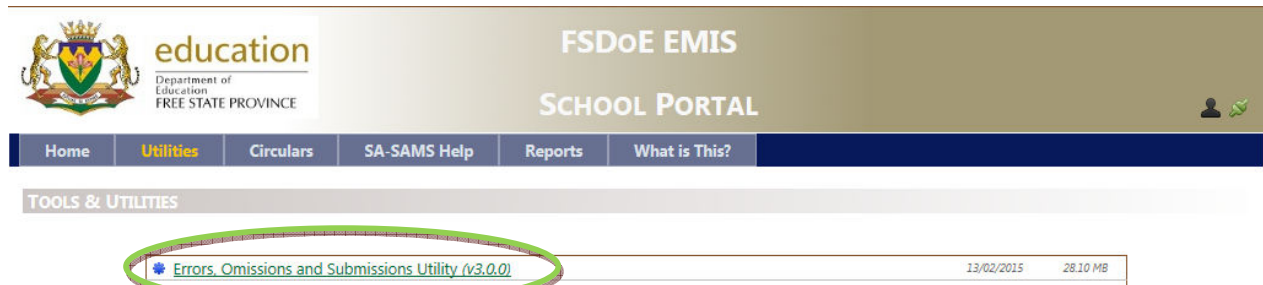 education
Department of
Education
FREE STATE PROVINCE
FSDOE EMIS
SCHOOL PORTAL
Home Utilities Circulars SA-SAMS Help Reports What is This?
TOOLS & UTILITIES
Errors, Omissions and Submissions Utility (v3.0.0) 13/02/2015 28.10 MB